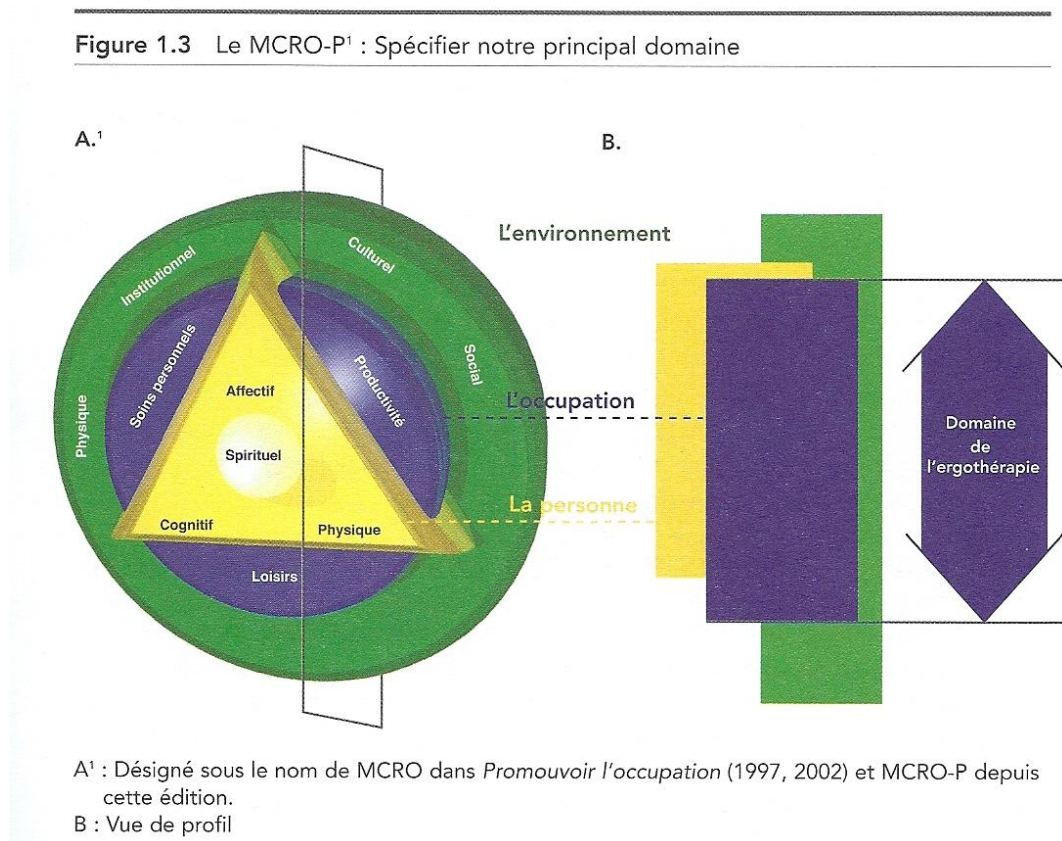 Figure 1.3 Le MCRO-P¹ : Spécifier notre principal domaine
A.¹
B.
L'environnement
Institutionnel
Culturel
Physique
Soins personnels
Productivité
Social
Affectif
Spirituel
Cognitif
Physique
Loisirs
L'occupation
La personne
Domaine
de
l'ergothérapie
A¹ : Désigné sous le nom de MCRO dans Promouvoir l'occupation (1997, 2002) et MCRO-P depuis
cette édition.
B : Vue de profil